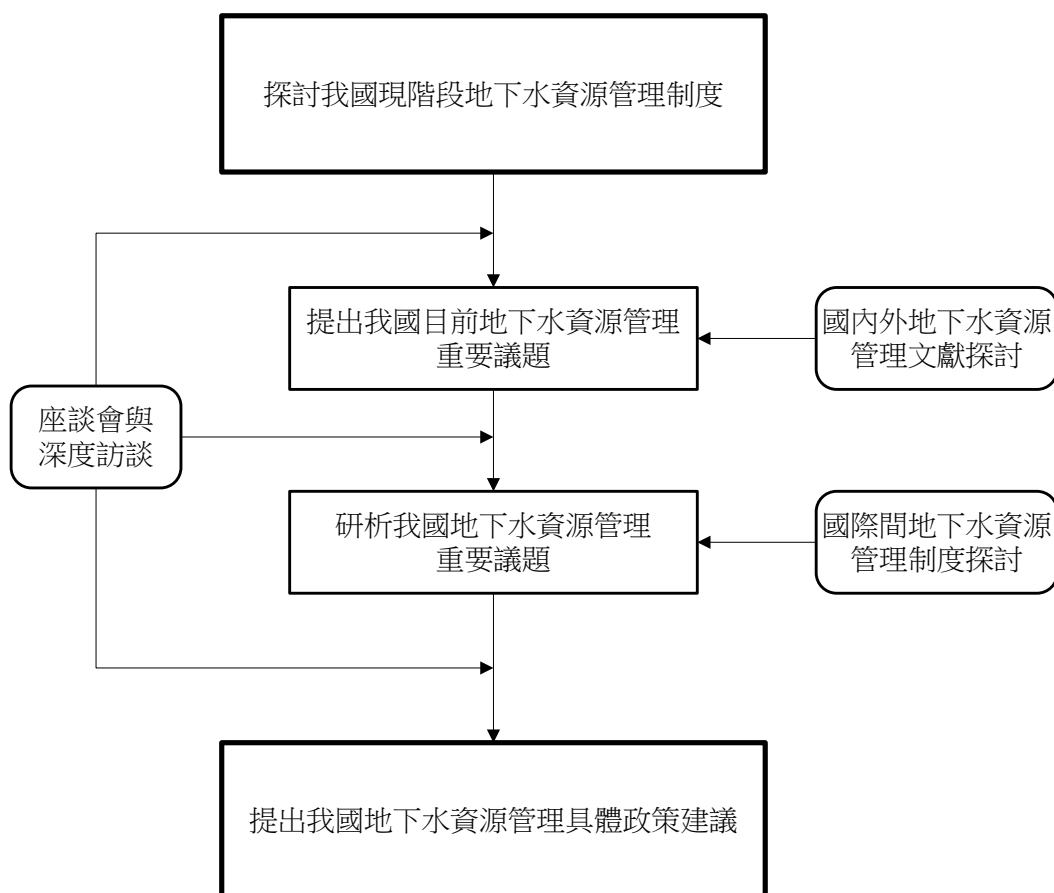 探討我國現階段地下水資源管理制度
提出我國目前地下水資源管理
重要議題
國內外地下水資源
管理文獻探討
座談會與
深度訪談
研析我國地下水資源管理
重要議題
國際間地下水資源
管理制度探討
提出我國地下水資源管理具體政策建議